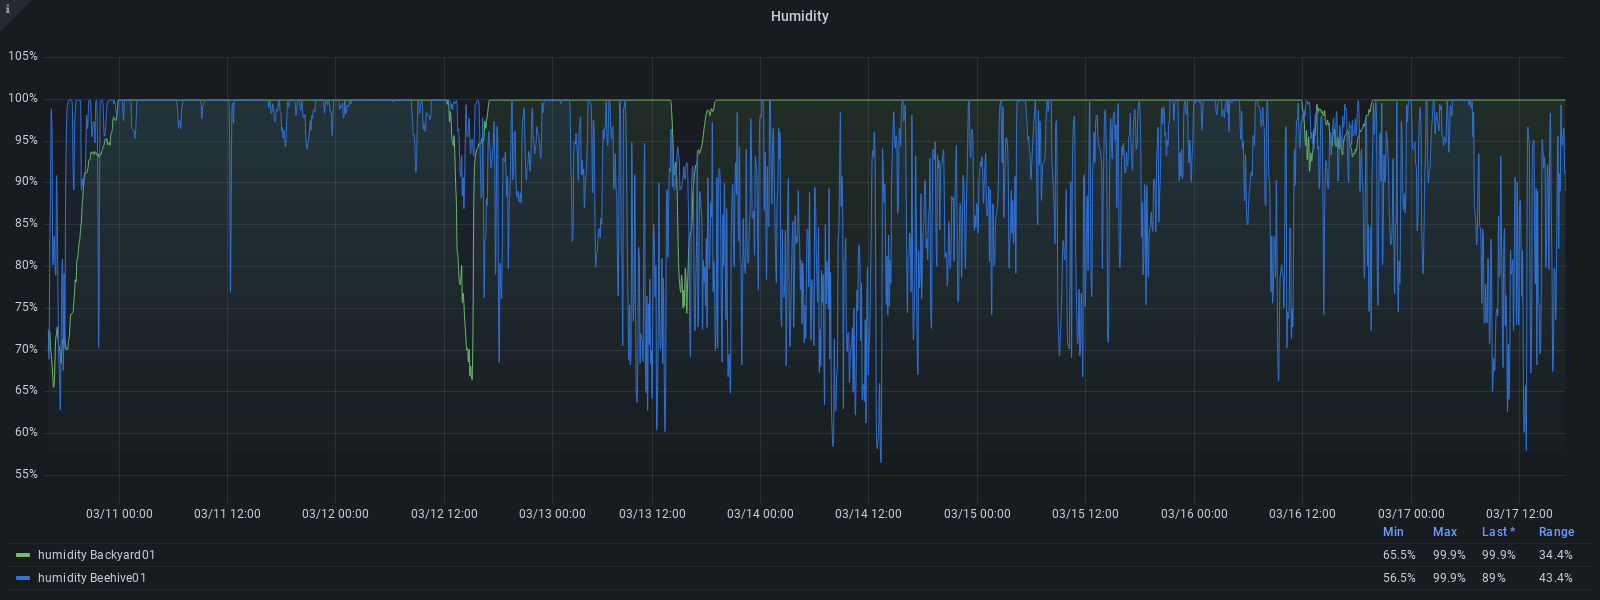 i
Humidity
105%
100%
95%
90%
85%
80%
75%
70%
65%
60%
55%
03/11 00:00 03/11 12:00 03/12 00:00 03/12 12:00 03/13 00:00 03/13 12:00 03/14 00:00 03/14 12:00 03/15 00:00 03/15 12:00 03/16 00:00 03/16 12:00 03/17 00:00 03/17 12:00
Min Max Last * Range
humidity Backyard01 65.5% 99.9% 99.9% 34.4%
humidity Beehive01 56.5% 99.9% 89% 43.4%